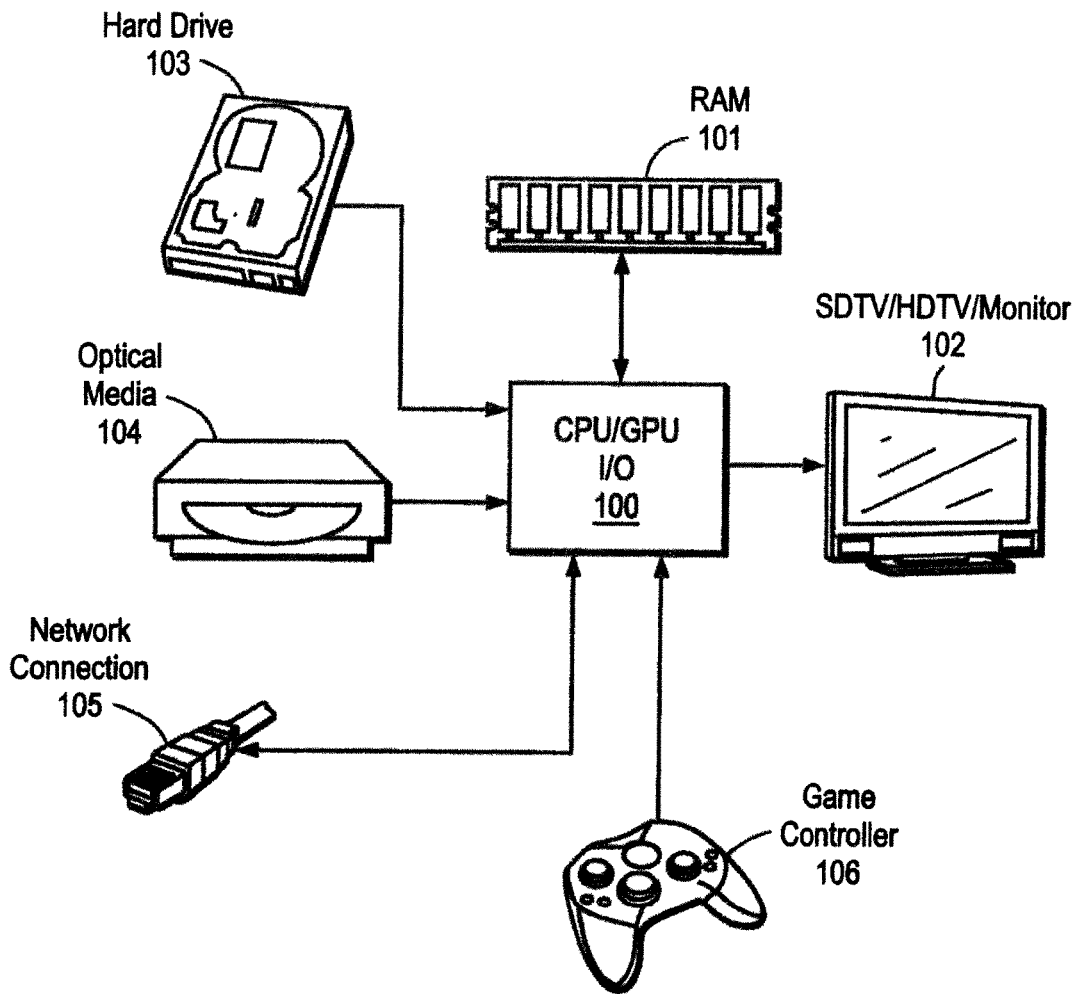 Hard Drive
103
RAM
101
SDTV/HDTV/Monitor
102
Optical
Media
104
CPU/GPU
I/O
100
Network
Connection
105
Game
Controller
106